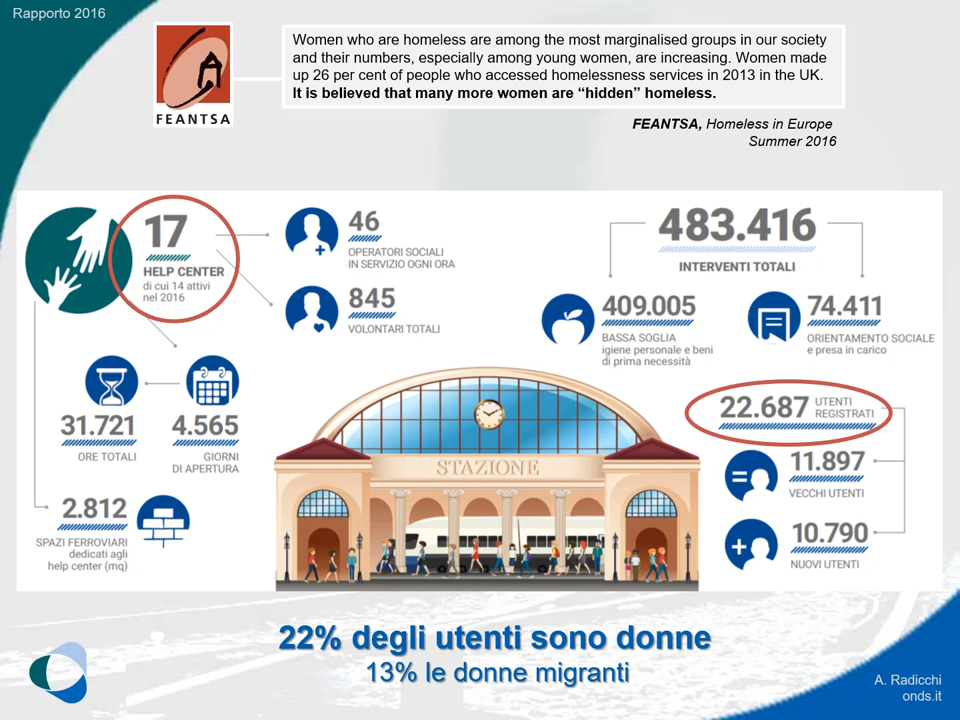 Rapporto 2016
FEANTSA
Women who are homeless are among the most marginalised groups in our society
and their numbers, especially among young women, are increasing. Women made
up 26 per cent of people who accessed homelessness services in 2013 in the UK.
It is believed that many more women are “hidden” homeless.
FEANTSA, Homeless in Europe
Summer 2016
17
HELP CENTER
di cui 14 attivi
nel 2016
46
OPERATORI SOCIALI
IN SERVIZIO OGNI ORA
845
VOLONTARI TOTALI
483.416
INTERVENTI TOTALI
409.005
BASSA SOGLIA
igiene personale e beni
di prima necessità
74.411
ORIENTAMENTO SOCIALE
e presa in carico
31.721
ORE TOTALI
4.565
GIORNI
DI APERTURA
2.812
SPAZI FERROVIARI
dedicati agli
help center (mq)
STAZIONE
22.687 UTENTI
REGISTRATI
11.897
VECCHI UTENTI
10.790
NUOVI UTENTI
22% degli utenti sono donne
13% le donne migranti
A. Radicchi
onds.it